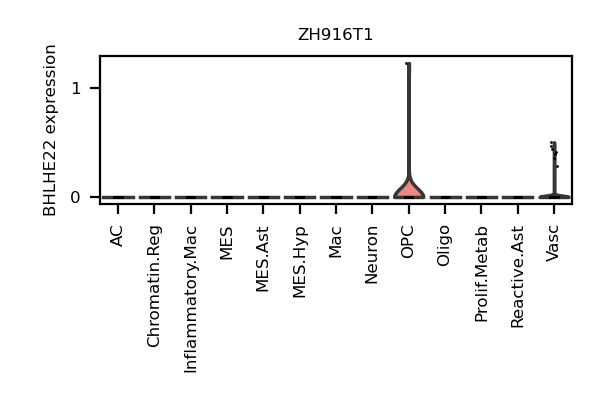 ZH916T1
BHLHE22 expression
1
0
AC
Chromatin.Reg
Inflammatory.Mac
MES
MES.Ast
MES.Hyp
Mac
Neuron
OPC
Oligo
Prolif.Metab
Reactive.Ast
Vasc